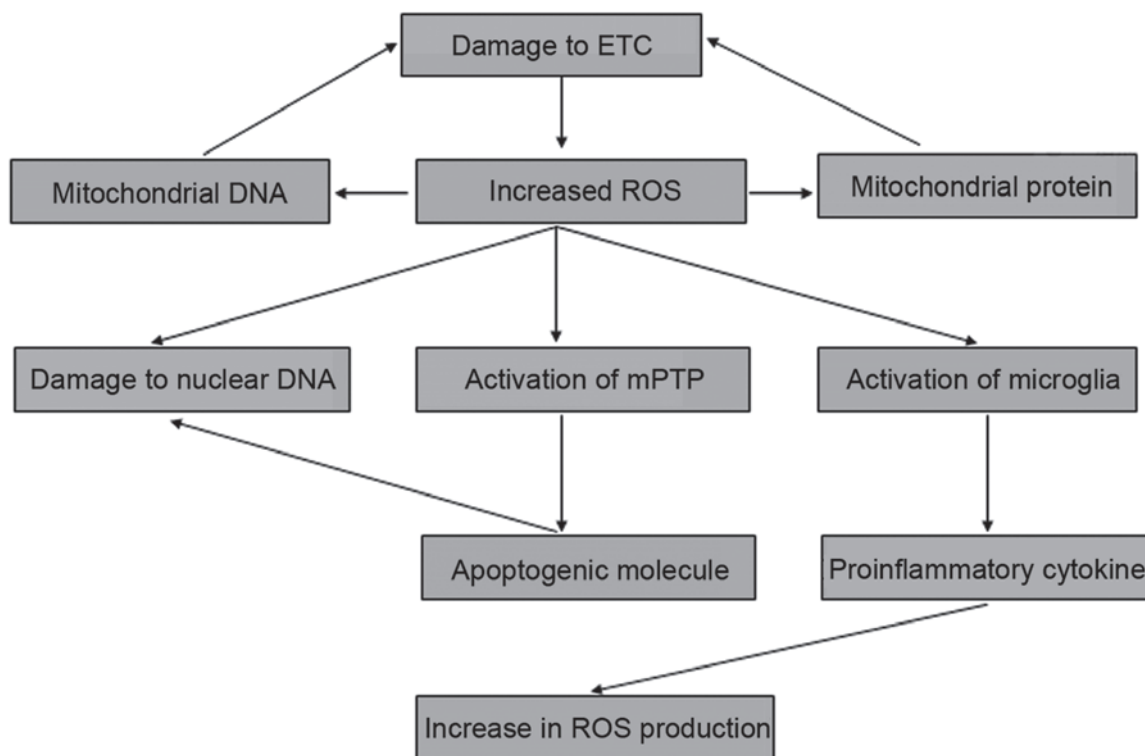 Damage to ETC
Mitochondrial DNA
Increased ROS
Mitochondrial protein
Damage to nuclear DNA
Activation of mPTP
Activation of microglia
Apoptogenic molecule
Proinflammatory cytokine
Increase in ROS production